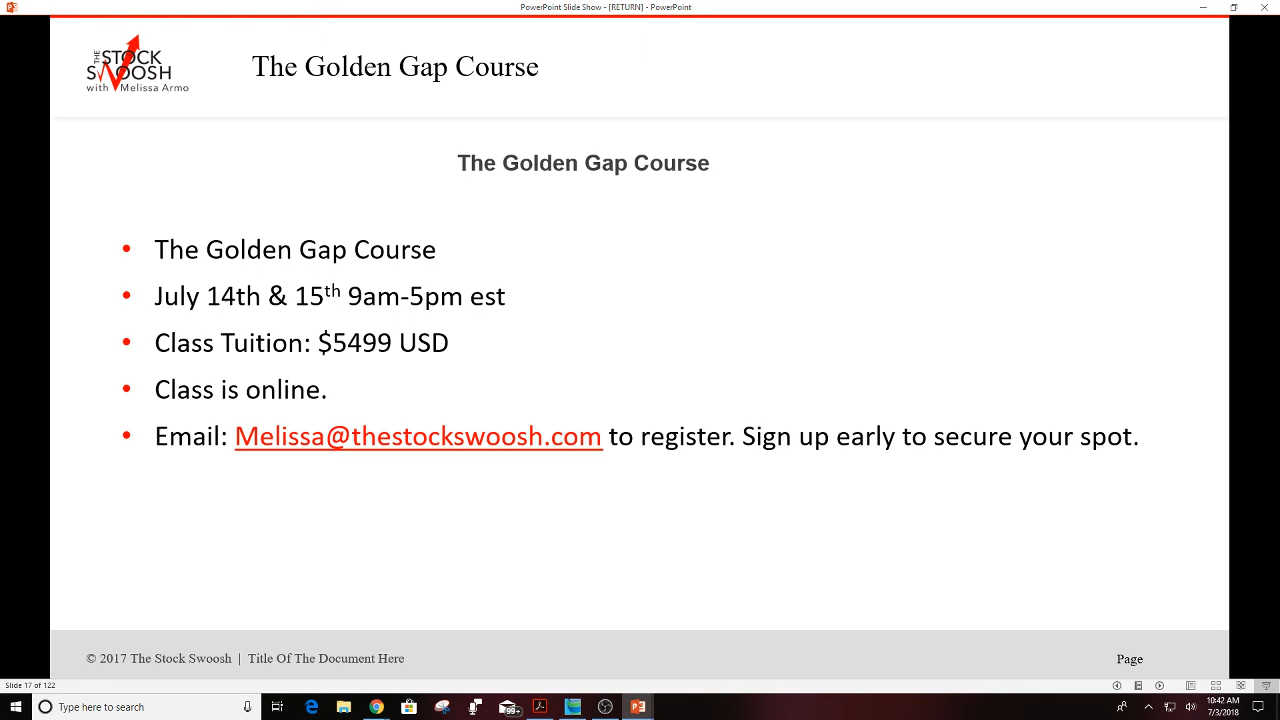 PowerPoint Slide Show - [RETURN] - PowerPoint
THE
STOCK
SWOOSH
with Melissa Armo
The Golden Gap Course
The Golden Gap Course
• The Golden Gap Course
• July 14th & 15th 9am-5pm est
• Class Tuition: $5499 USD
• Class is online.
• Email: Melissa@thestockswoosh.com to register. Sign up early to secure your spot.
© 2017 The Stock Swoosh | Title Of The Document Here
Page
Slide 17 of 122
Type here to search
99+
10:42 AM
7/3/2018